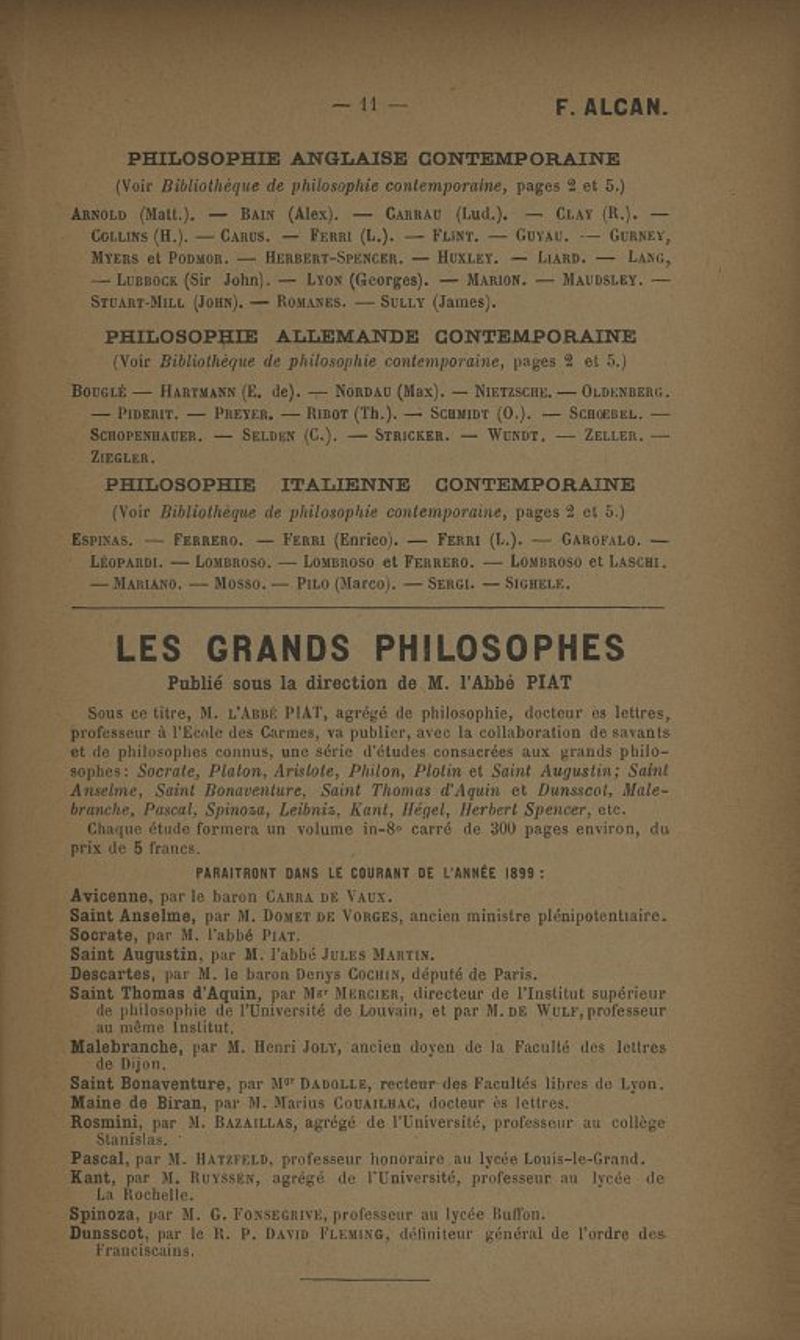 — 11 —
F. ALCAN.
PHILOSOPHIE ANGLAISE CONTEMPORAINE
(Voir Bibliothèque de philosophie contemporaine, pages 2 et 5.)
ARNOLD (Matt.). — BAIN (Alex). — CARRAU (Lud.). — CLAY (R.). —
COLLINS (H.). — CARUS. — FERRI (L.). — FLINT. — GUYAU. — GURNEY,
MYERS et PODMOR. — HERBERT-SPENCER. — HUXLEY. — LIARD. — LANG,
— LUBBOCK (Sir John). — LYON (Georges). — MARION. — MAUDSLEY. —
STUART-MILL (JOHN). — ROMANES. — SULLY (James).
PHILOSOPHIE ALLEMANDE CONTEMPORAINE
(Voir Bibliothèque de philosophie contemporaine, pages 2 et 5.)
BOUGLÉ — HARTMANN (E. de). — NORDAU (Max). — NIETZSCHE. — OLDENBERG.
— PIDERIT. — PREYER. — RIBOT (Th.). — SCHMIDT (O.). — SCHŒBEL. —
SCHOPENHAUER. — SELDEN (C.). — STRICKER. — WUNDT. — ZELLER. —
ZIEGLER.
PHILOSOPHIE ITALIENNE CONTEMPORAINE
(Voir Bibliothèque de philosophie contemporaine, pages 2 et 5.)
ESPINAS. — FERRERO. — FERRI (Enrico). — FERRI (L.). — GAROFALO. —
LÉOPARDI. — LOMBROSO. — LOMBROSO et FERRERO. — LOMBROSO et LASCHI.
— MARIANO. — MOSSO. — PILO (Marco). — SERGI. — SIGHELE.
LES GRANDS PHILOSOPHES
Publié sous la direction de M. l'Abbé PIAT
Sous ce titre, M. L'ABBÉ PIAT, agrégé de philosophie, docteur es lettres,
professeur à l'École des Carmes, va publier, avec la collaboration de savants
et de philosophes connus, une série d'études consacrées aux grands philo-
sophes: Socrate, Platon, Aristote, Philon, Plotin et Saint Augustin; Saint
Anselme, Saint Bonaventure, Saint Thomas d'Aquin et Dunsscot, Male-
branche, Pascal, Spinoza, Leibniz, Kant, Hégel, Herbert Spencer, etc.
Chaque étude formera un volume in-8° carré de 300 pages environ, du
prix de 5 francs.
PARAITRONT DANS LE COURANT DE L'ANNÉE 1899 :
Avicenne, par le baron CARRA DE VAUX.
Saint Anselme, par M. DOMET DE VORGES, ancien ministre plénipotentiaire.
Socrate, par M. l'abbé PIAT.
Saint Augustin, par M. l'abbé JULES MARTIN.
Descartes, par M. le baron Denys COCHIN, député de Paris.
Saint Thomas d'Aquin, par Mgr MERCIER, directeur de l'Institut supérieur
de philosophie de l'Université de Louvain, et par M. DE WULF, professeur
au même Institut.
Malebranche, par M. Henri JOLY, ancien doyen de la Faculté des lettres
de Dijon.
Saint Bonaventure, par Mgr DADOLLE, recteur des Facultés libres de Lyon.
Maine de Biran, par M. Marius COUAILHAC, docteur ès lettres.
Rosmini, par M. BAZAILLAS, agrégé de l'Université, professeur au collège
Stanislas.
Pascal, par M. HATZFELD, professeur honoraire au lycée Louis-le-Grand.
Kant, par M. RUYSSEN, agrégé de l'Université, professeur au lycée de
La Rochelle.
Spinoza, par M. G. FONSEGRIVE, professeur au lycée Buffon.
Dunsscot, par le R. P. DAVID FLEMING, définiteur général de l'ordre des
Franciscains.